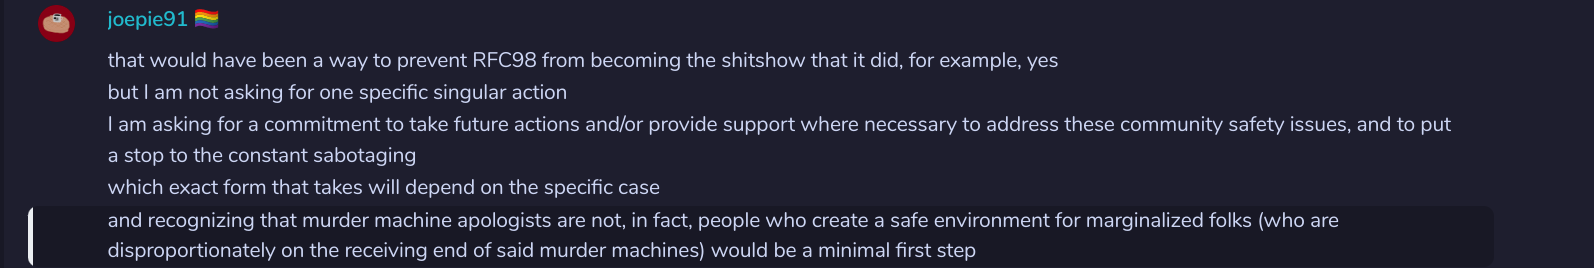 joepie91 🏳️‍🌈
that would have been a way to prevent RFC98 from becoming the shitshow that it did, for example, yes
but I am not asking for one specific singular action
I am asking for a commitment to take future actions and/or provide support where necessary to address these community safety issues, and to put
a stop to the constant sabotaging
which exact form that takes will depend on the specific case
and recognizing that murder machine apologists are not, in fact, people who create a safe environment for marginalized folks (who are
disproportionately on the receiving end of said murder machines) would be a minimal first step